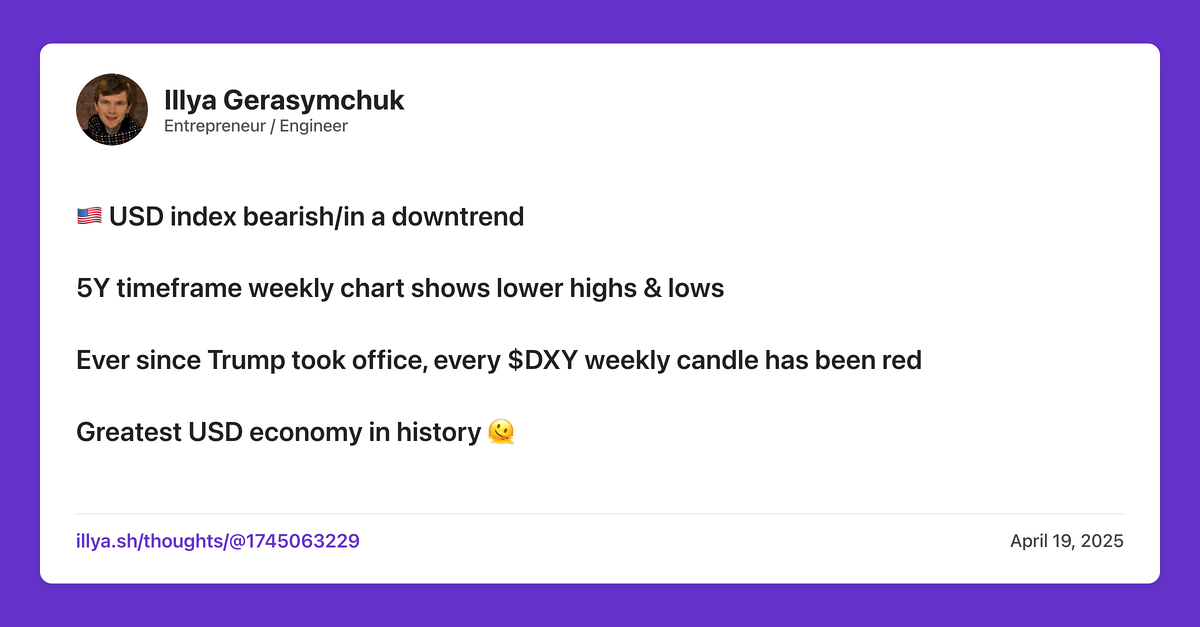 Illya Gerasymchuk
Entrepreneur / Engineer
🇺🇸 USD index bearish/in a downtrend
5Y timeframe weekly chart shows lower highs & lows
Ever since Trump took office, every $DXY weekly candle has been red
Greatest USD economy in history 🫠
illya.sh/thoughts/@1745063229
April 19, 2025